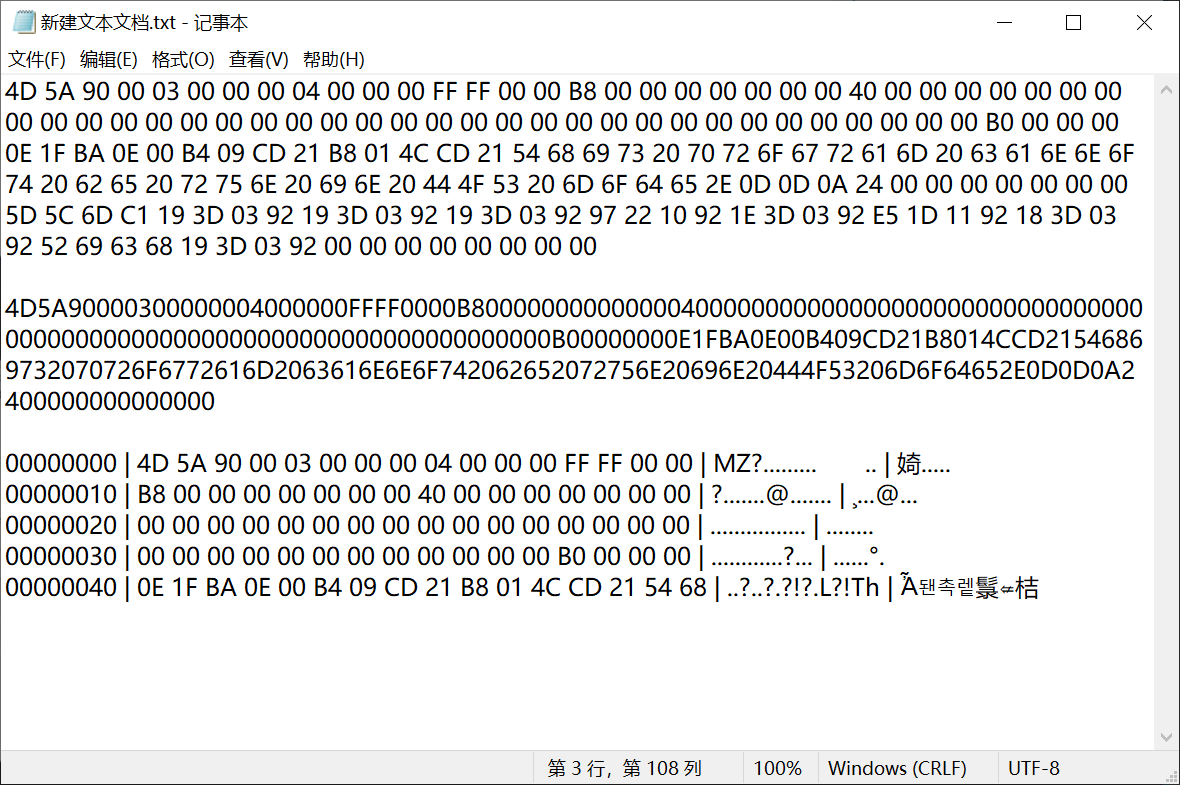 新建文本文档.txt - 记事本
文件(F) 编辑(E) 格式(O) 查看(V) 帮助(H)
4D 5A 90 00 03 00 00 00 04 00 00 00 FF FF 00 00 B8 00 00 00 00 00 00 00 40 00 00 00 00 00 00 00
00 00 00 00 00 00 00 00 00 00 00 00 00 00 00 00 00 00 00 00 00 00 00 00 00 00 00 00 B0 00 00 00
0E 1F BA 0E 00 B4 09 CD 21 B8 01 4C CD 21 54 68 69 73 20 70 72 6F 67 72 61 6D 20 63 61 6E 6E 6F
74 20 62 65 20 72 75 6E 20 69 6E 20 44 4F 53 20 6D 6F 64 65 2E 0D 0D 0A 24 00 00 00 00 00 00 00
5D 5C 6D C1 19 3D 03 92 19 3D 03 92 19 3D 03 92 97 22 10 92 1E 3D 03 92 E5 1D 11 92 18 3D 03
92 52 69 63 68 19 3D 03 92 00 00 00 00 00 00 00 00
4D5A90000300000004000000FFFF0000B800000000000000400000000000000000000000000000000
000000000000000000000000000000000000000B00000000E1FBA0E00B409CD21B8014CCD2154686
9732070726F6772616D2063616E6E6F742062652072756E20696E20444F53206D6F64652E0D0D0A2
400000000000000
00000000 | 4D 5A 90 00 03 00 00 00 04 00 00 00 FF FF 00 00 | MZ?......... .. | 婍.....
00000010 | B8 00 00 00 00 00 00 00 40 00 00 00 00 00 00 00 | ?.......@....... | ¸...@...
00000020 | 00 00 00 00 00 00 00 00 00 00 00 00 00 00 00 00 | ................ | ........
00000030 | 00 00 00 00 00 00 00 00 00 00 00 00 B0 00 00 00 | ............?... | ......°.
00000040 | 0E 1F BA 0E 00 B4 09 CD 21 B8 01 4C CD 21 54 68 | ..?..?.?!?.L?!Th |
第 3 行，第 108 列 100% Windows (CRLF) UTF-8